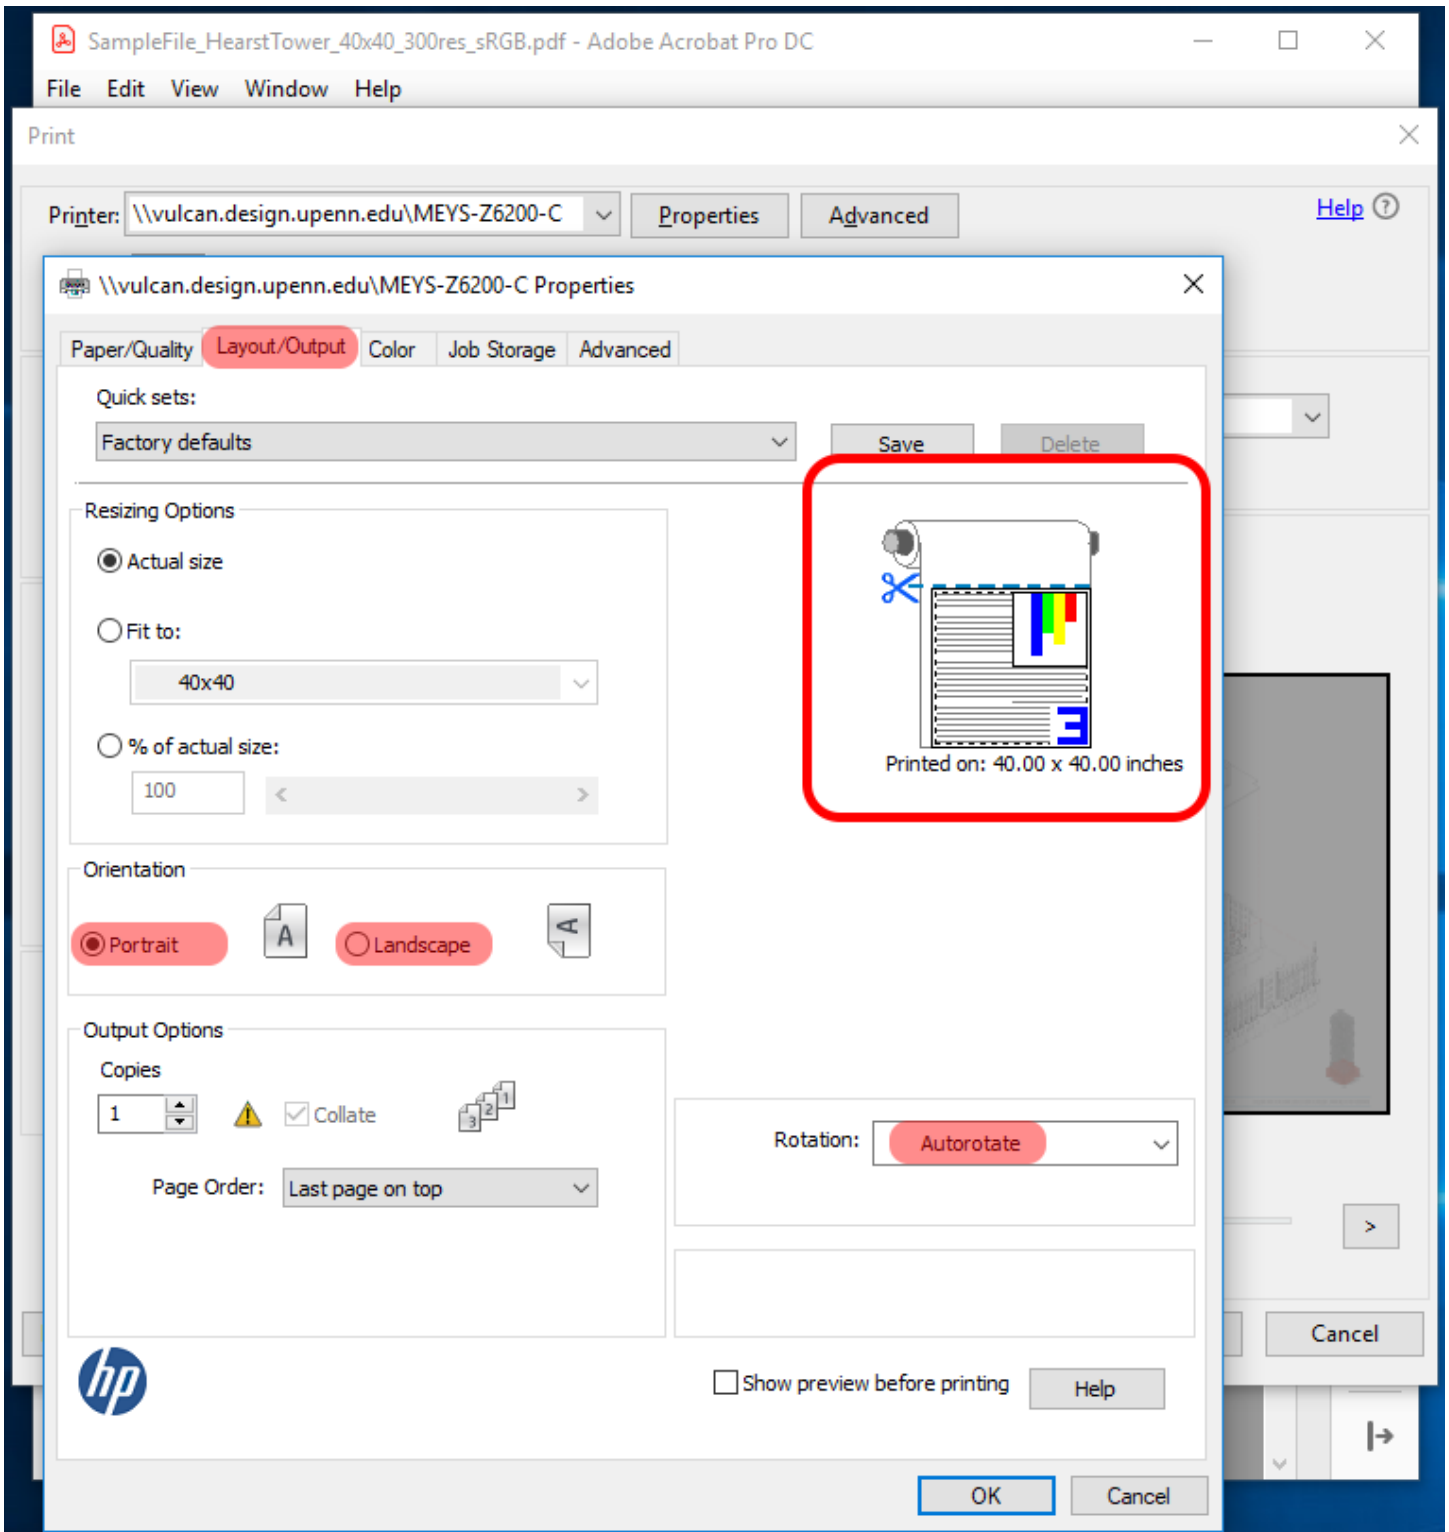 SampleFile_HearstTower_40x40_300res_sRGB.pdf - Adobe Acrobat Pro DC
File Edit View Window Help
Print
Printer: \\vulcan.design.upenn.edu\MEYS-Z6200-C Properties Advanced Help ?
\\vulcan.design.upenn.edu\MEYS-Z6200-C Properties
Paper/Quality Layout/Output Color Job Storage Advanced
Quick sets:
Factory defaults Save Delete
Resizing Options
Actual size
Fit to:
40x40
% of actual size:
100
Printed on: 40.00 x 40.00 inches
Orientation
Portrait A Landscape A
Output Options
Copies
1 Collate 3 2 1
Page Order: Last page on top
Rotation: Autorotate
>
Cancel
hp
Show preview before printing Help
OK Cancel